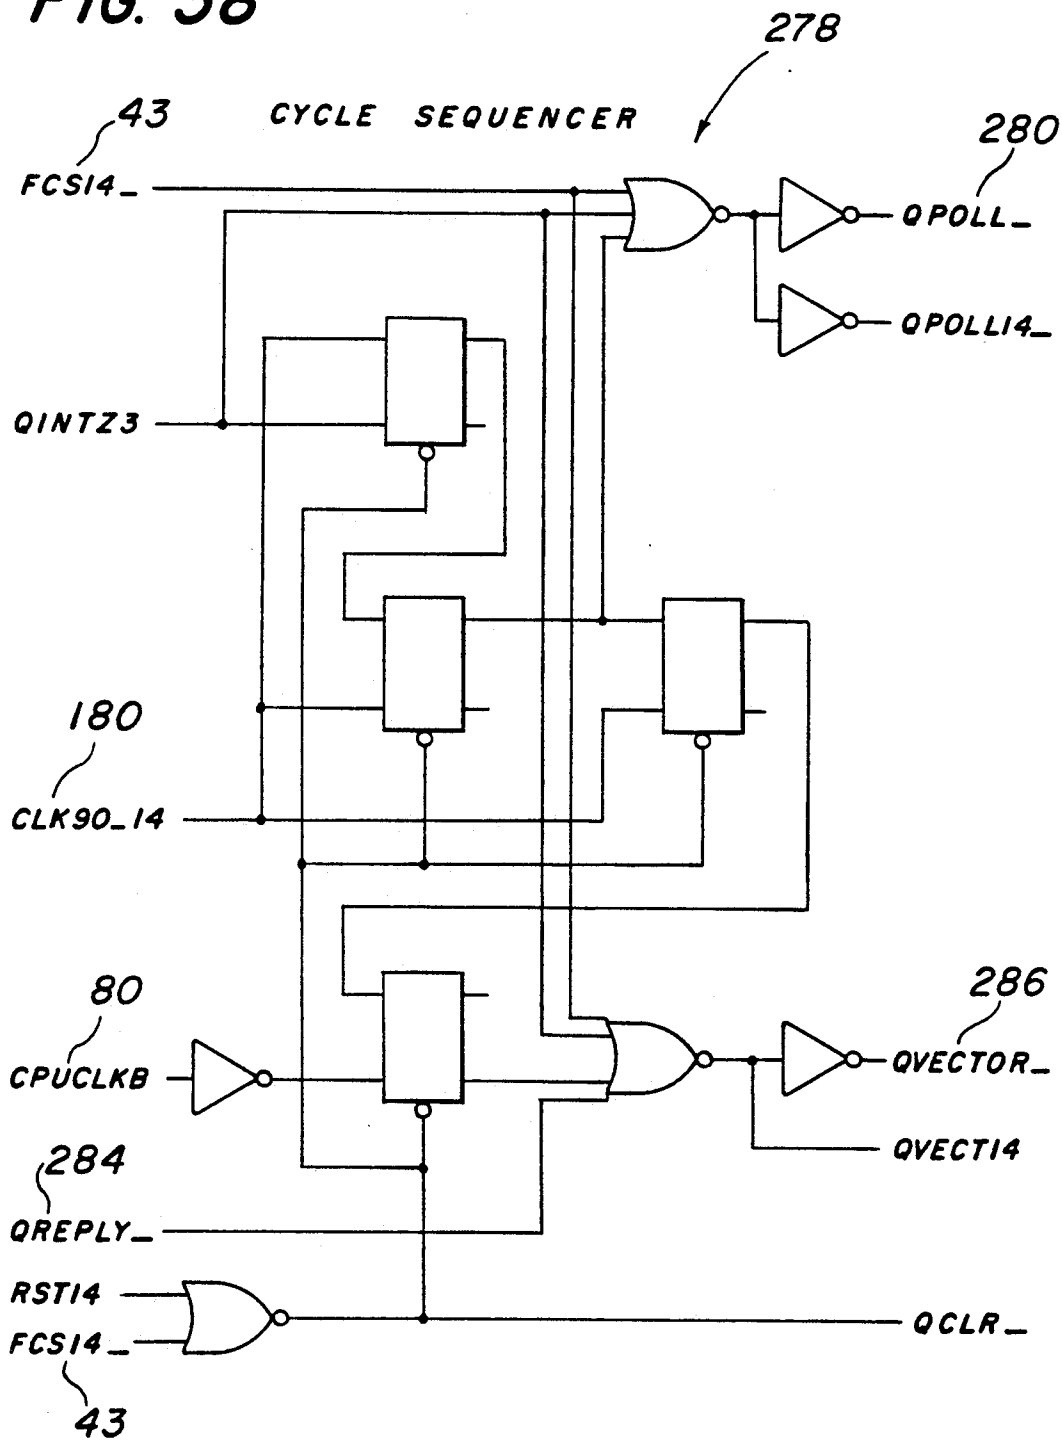 FIG. 38
278
43
CYCLE SEQUENCER
280
FCS14_
QPOLL_
QPOLL14_
QINTZ3
180
CLK90_14
80
286
CPUCLKB
QVECTOR_
QVECT14
284
QREPLY_
RST14
FCS14_
QCLR_
43